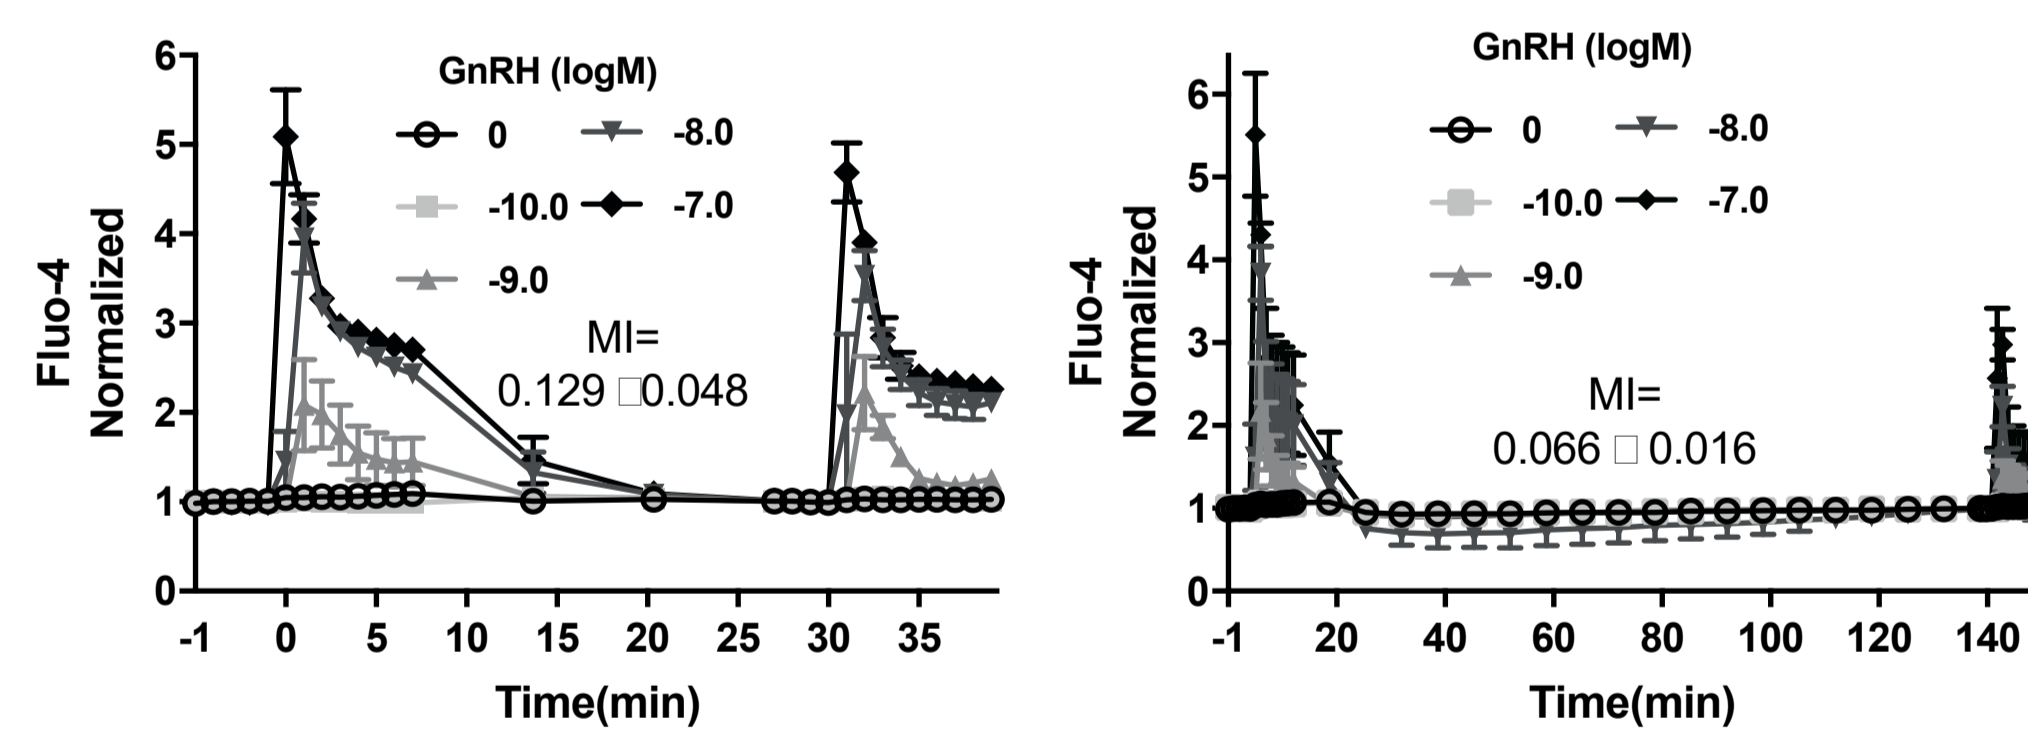 GnRH (logM)
0
-8.0
-10.0
-7.0
-9.0
MI=
0.129 □0.048
Fluo-4
Normalized
6
5
4
3
2
1
0
-1 0 5 10 15 20 25 30 35
Time(min)
GnRH (logM)
0
-8.0
-10.0
-7.0
-9.0
MI=
0.066 □ 0.016
Fluo-4
Normalized
6
5
4
3
2
1
0
-1 20 40 60 80 100 120 140
Time(min)